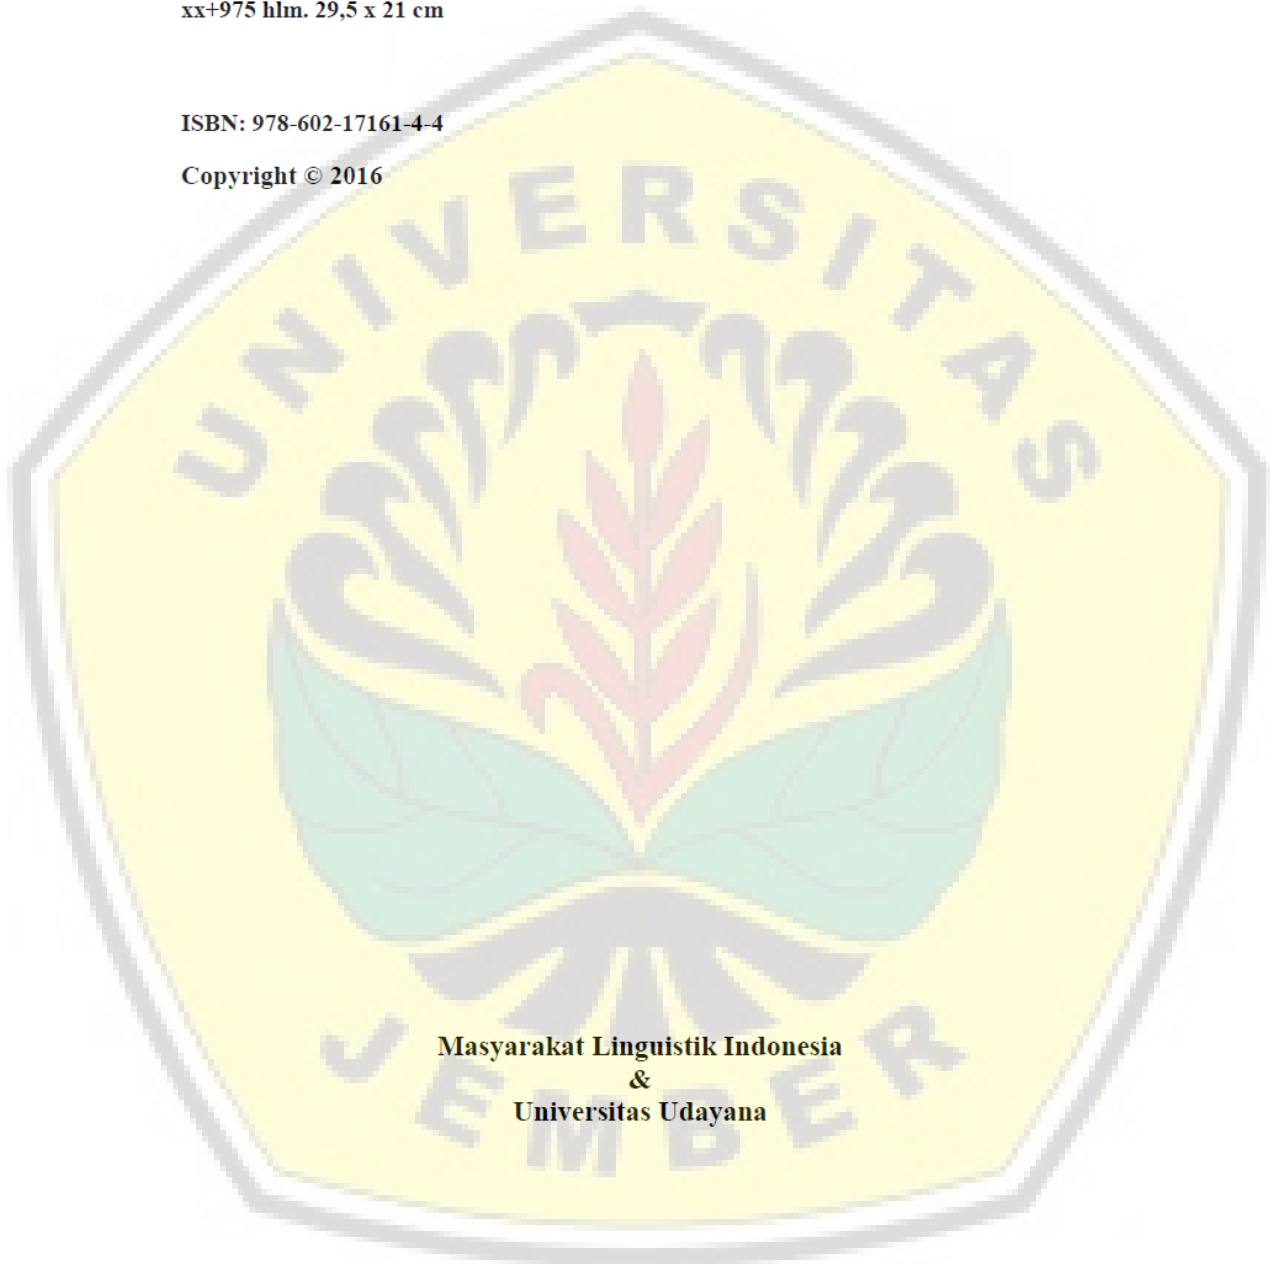 xx+975 hlm. 29,5 x 21 cm
ISBN: 978-602-17161-4-4
Copyright © 2016
UNIVERSITAS
Masyarakat Linguistik Indonesia
&
Universitas Udayana
JEMBER